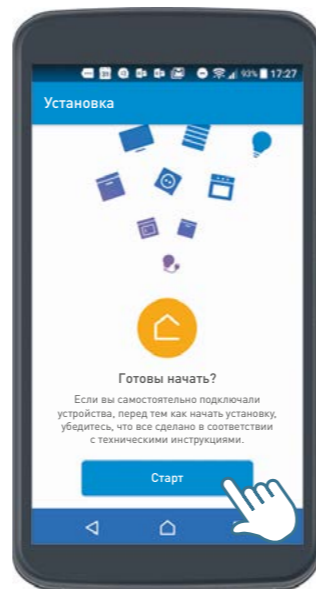 93% 17:27
Установка
Готовы начать?
Если вы самостоятельно подключали
устройства, перед тем как начать установку,
убедитесь, что все сделано в соответствии
с техническими инструкциями.
Старт